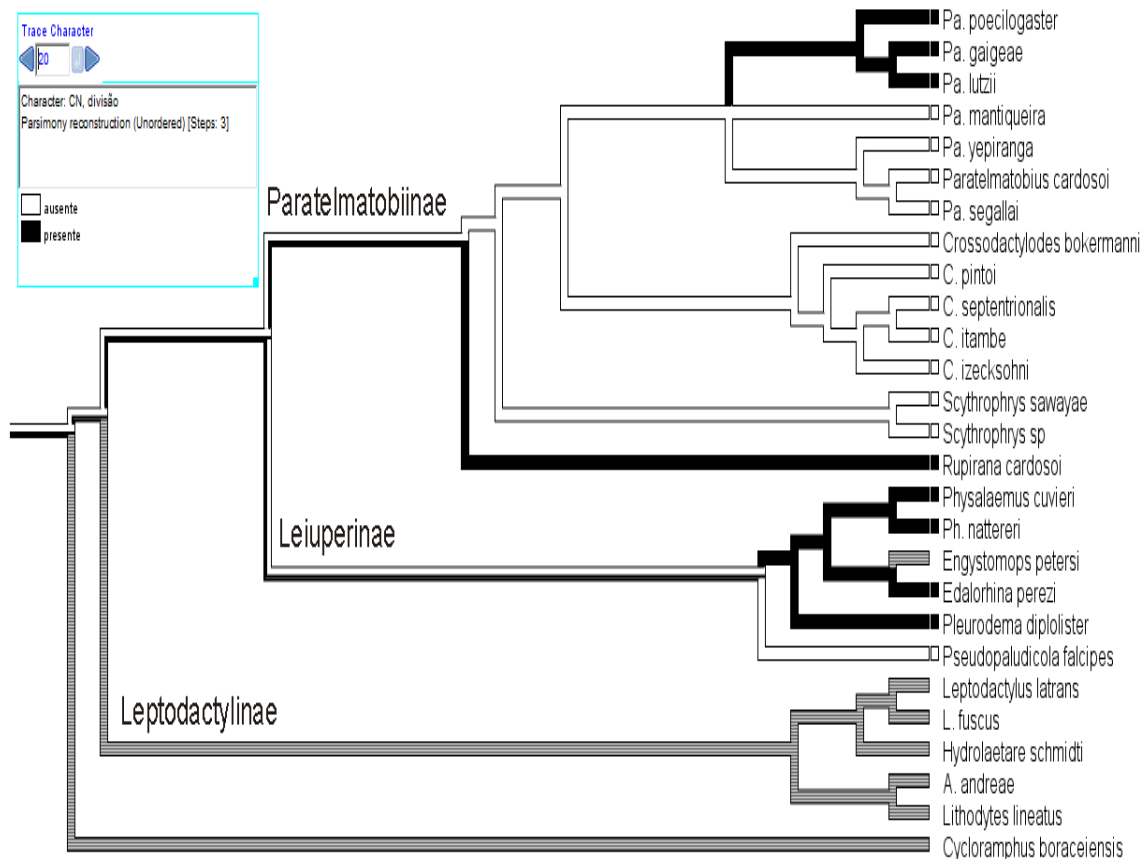 Trace Character
20
Character: CN, divisão
Parsimony reconstruction (Unordered) [Steps: 3]
ausente
presente
Paratelmatobiinae
Leiuperinae
Leptodactylinae
Pa. poecilogaster
Pa. gaigeae
Pa. lutzii
Pa. mantiqueira
Pa. yepiranga
Paratelmatobius cardosoi
Pa. segallai
Crossodactylodes bokermanni
C. pintoi
C. septentrionalis
C. itambe
C. izecksohni
Scythrophrys sawayae
Scythrophrys sp
Rupirana cardosoi
Physalaemus cuvieri
Ph. nattereri
Engystomops petersi
Edalorhina perezi
Pleurodema diplolister
Pseudopaludicola falcipes
Leptodactylus latrans
L. fuscus
Hydrolaetare schmidti
A. andreae
Lithodytes lineatus
Cycloramphus boraceiensis